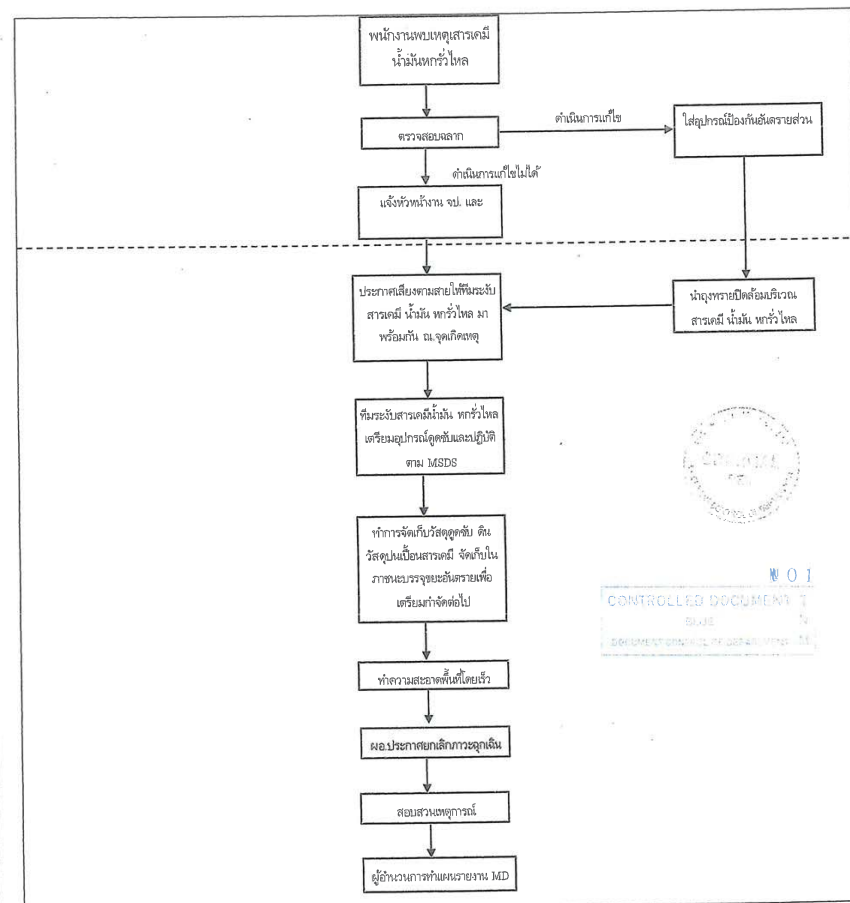 พนักงานพบเหตุสารเคมี
น้ำมันหกรั่วไหล
ตรวจสอบฉลาก
ดำเนินการแก้ไข
ใส่อุปกรณ์ป้องกันอันตรายส่วน
ดำเนินการแก้ไขไม่ได้
แจ้งหัวหน้างาน จป. และ
ประกาศเสียงตามสายให้ทีมระงับ
สารเคมี น้ำมัน หกรั่วไหล มา
พร้อมกัน ณ.จุดเกิดเหตุ
นำถุงทรายปิดล้อมบริเวณ
สารเคมี น้ำมัน หกรั่วไหล
ทีมระงับสารเคมีน้ำมัน หกรั่วไหล
เตรียมอุปกรณ์ดูดซับและปฏิบัติ
ตาม MSDS
ทำการจัดเก็บวัสดุดูดซับ ดิน
วัสดุปนเปื้อนสารเคมี จัดเก็บใน
ภาชนะบรรจุขยะอันตรายเพื่อ
เตรียมกำจัดต่อไป
01
CONTROLLED DOCUMENT
ทำความสะอาดพื้นที่โดยเร็ว
ผอ.ประกาศยกเลิกภาวะฉุกเฉิน
สอบสวนเหตุการณ์
ผู้อำนวยการทำแผนรายงาน MD